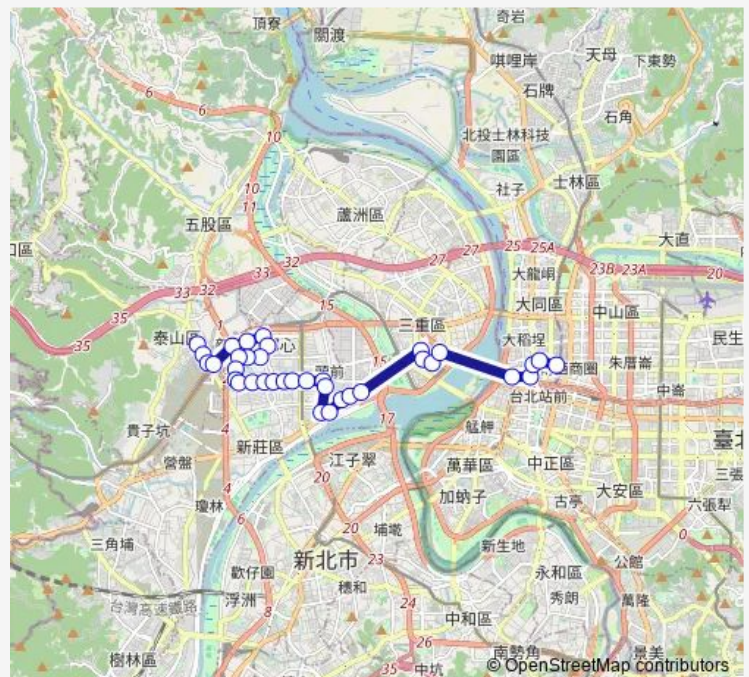 頂寮
關渡
奇岩
唭哩岸
天母
下東勢
石牌
6
6
石角
10
北投士林科技
園區
10
社子
士林區
11
蘆洲區
五股區
大直
口區
33
32
27
27
25
25A
大龍峒
23B
23A
20
33
32
15
大同區
中山區
35
35
1
三重區
泰山區
心
大稻埕
民生
15
前
商圈
朱厝崙
台北站前
中崙
貴子坑
17
艋舺
新莊區
4
臺
營盤
江子翠
萬華區
中正區
三張
20
瓊林
加蚋子
大安區
4
古亭
六張犁
20
埔墘
6
0
三角埔
新生地
新北市
23
公館
歡仔園
永和區
穗和
台灣高速鐵路
浮洲
8
24
秀朗
萬隆
中和區
26
樹林區
南勢角
景美
35
中坑
© OpenStreetMap contributors